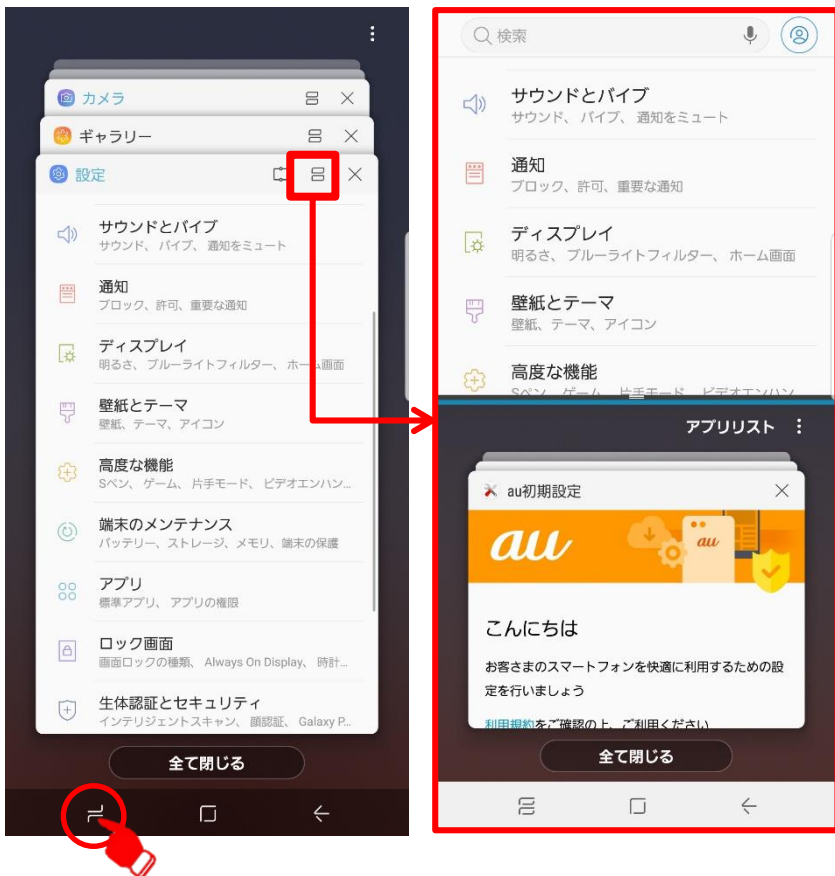 カメラ
ギャラリー
設定
サウンドとバイブ
サウンド、 バイブ、 通知をミュート
通知
ブロック、許可、重要な通知
ディスプレイ
明るさ、 ブルーライトフィルター、 ホーム画面
壁紙とテーマ
壁紙、テーマ、アイコン
高度な機能
Sペン、 ゲーム、 片手モード、 ビデオエンハン...
端末のメンテナンス
バッテリー、ストレージ、メモリ、端末の保護
アプリ
標準アプリ、 アプリの権限
ロック画面
画面ロックの種類、 Always On Display、 時計...
生体認証とセキュリティ
インテリジェントスキャン、 顔認証、 Galaxy P...
全て閉じる
検索
サウンドとバイブ
サウンド、 バイブ、 通知をミュート
通知
ブロック、許可、重要な通知
ディスプレイ
明るさ、 ブルーライトフィルター、 ホーム画面
壁紙とテーマ
壁紙、テーマ、アイコン
高度な機能
Sペン、 ゲーム、 片手モード、 ビデオエンハン
アプリリスト
au初期設定
au
au
こんにちは
お客さまのスマートフォンを快適に利用するための設
定を行いましょう
利用規約をご確認の上、ご利用ください
全て閉じる